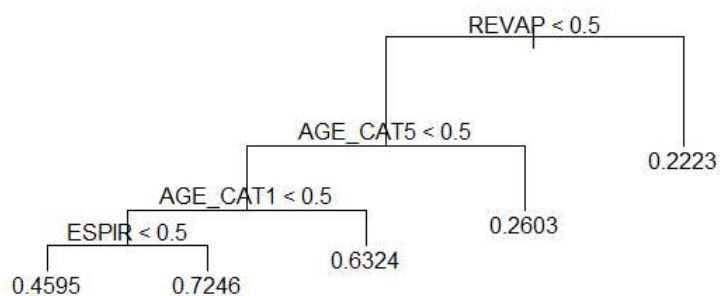 REVAP < 0.5
AGE_CAT5 < 0.5
0.2223
AGE_CAT1 < 0.5
0.2603
ESPIR < 0.5
0.6324
0.4595
0.7246